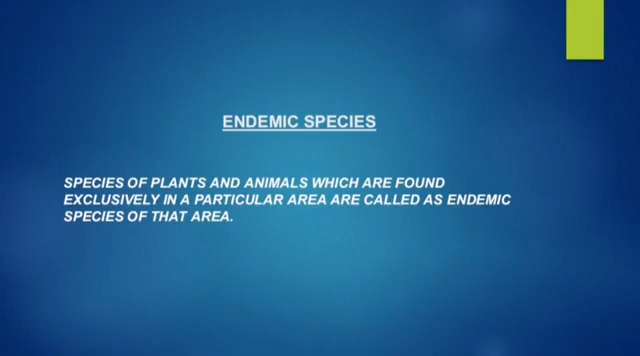 ENDEMIC SPECIES
SPECIES OF PLANTS AND ANIMALS WHICH ARE FOUND
EXCLUSIVELY IN A PARTICULAR AREA ARE CALLED AS ENDEMIC
SPECIES OF THAT AREA.